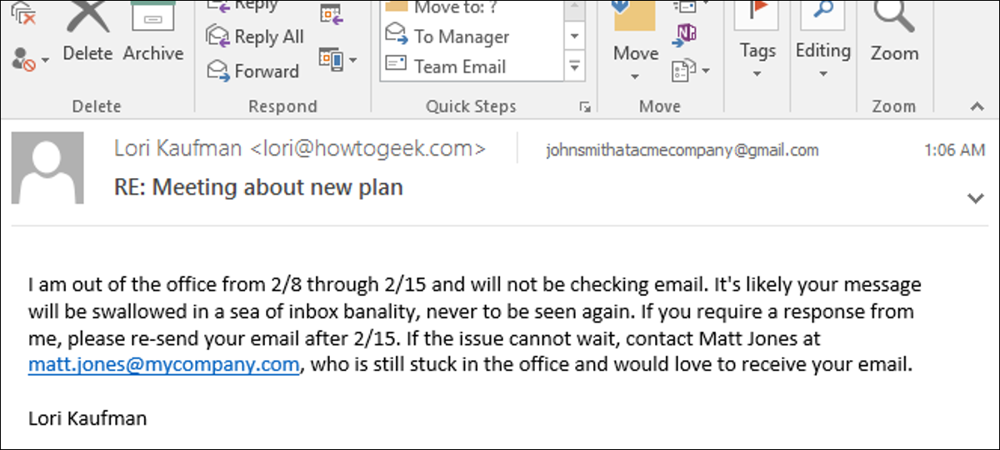 Reply
Move to: ?
Reply All
To Manager
Delete
Archive
Move
Tags
Editing
Zoom
Forward
Team Email
Delete
Respond
Quick Steps
Move
Zoom
Lori Kaufman <lori@howtogeek.com>
johnsmithatacmecompany@gmail.com
1:06 AM
RE: Meeting about new plan
I am out of the office from 2/8 through 2/15 and will not be checking email. It's likely your message
will be swallowed in a sea of inbox banality, never to be seen again. If you require a response from
me, please re-send your email after 2/15. If the issue cannot wait, contact Matt Jones at
matt.jones@mycompany.com, who is still stuck in the office and would love to receive your email.
Lori Kaufman